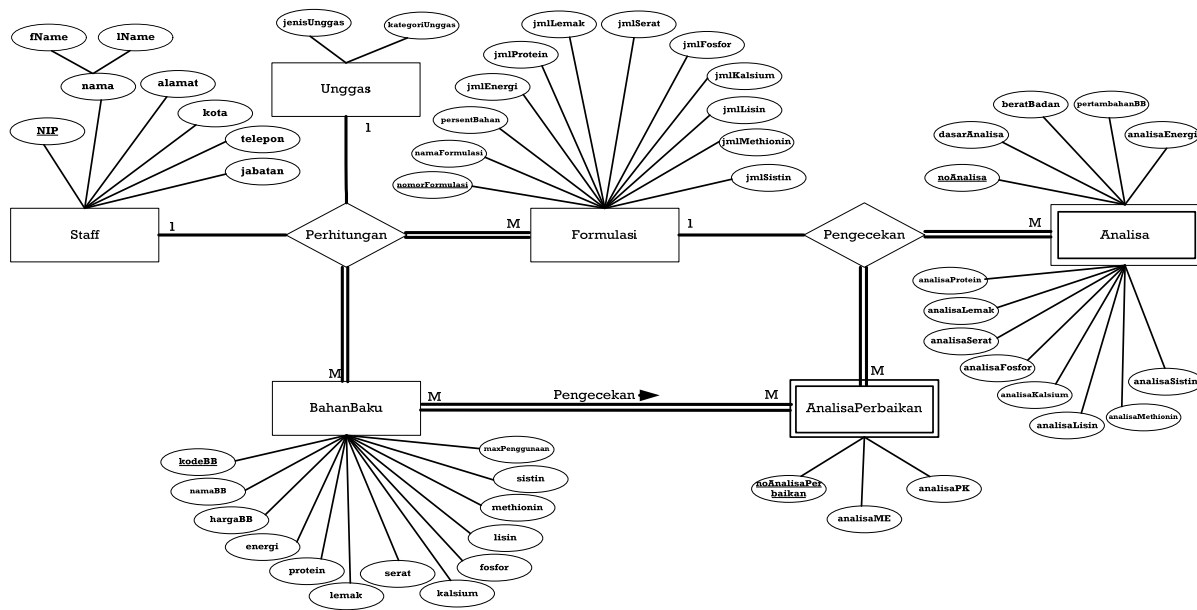 fName
lName
nama
alamat
kota
NIP
telepon
jabatan
Staff
jenisUnggas
kategoriUnggas
Unggas
1
1
Perhitungan
M
M
jmlLemak
jmlSerat
jmlProtein
jmlFosfor
jmlEnergi
jmlKalsium
persentBahan
jmlLisin
namaFormulasi
jmlMethionin
nomorFormulasi
jmlSistin
Formulasi
1
Pengecekan
M
M
beratBadan
pertambahanBB
dasarAnalisa
analisaEnergi
noAnalisa
Analisa
analisaProtein
analisaLemak
analisaSerat
analisaFosfor
analisaKalsium
analisaLisin
analisaMethionin
analisaSistin
BahanBaku
M
Pengecekan
M
AnalisaPerbaikan
noAnalisaPer
baikan
analisaME
analisaPK
kodeBB
namaBB
hargaBB
energi
protein
lemak
serat
kalsium
fosfor
lisin
methionin
sistin
maxPenggunaan